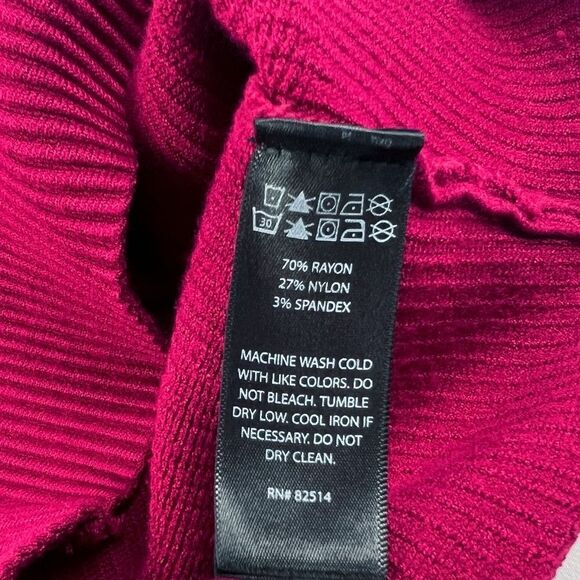 30
70% RAYON
27% NYLON
3% SPANDEX
MACHINE WASH COLD
WITH LIKE COLORS. DO
NOT BLEACH. TUMBLE
DRY LOW. COOL IRON IF
NECESSARY. DO NOT
DRY CLEAN.
RN# 82514